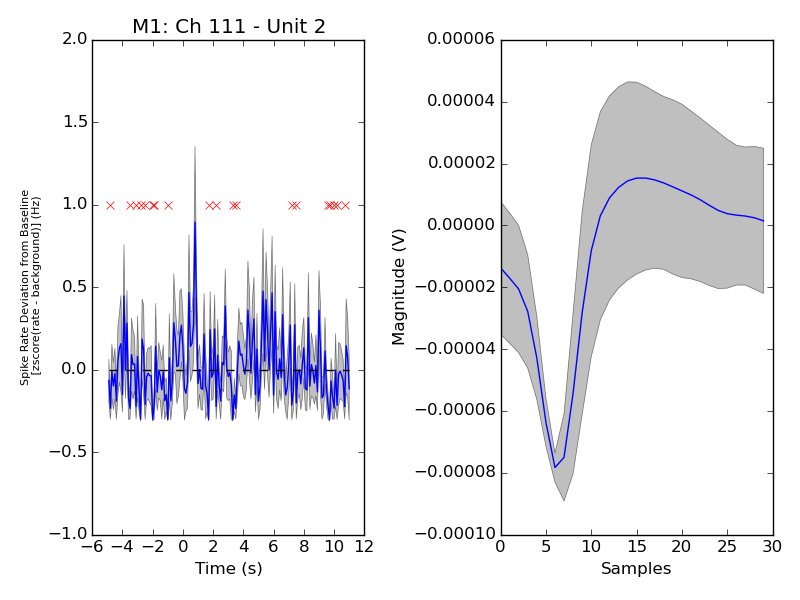 M1: Ch 111 - Unit 2
2.0
1.5
1.0
0.5
0.0
−0.5
−1.0
−6 −4 −2 0 2 4 6 8 10 12
Time (s)
Spike Rate Deviation from Baseline
[zscore(rate - background)] (Hz)
0.00006
0.00004
0.00002
0.00000
−0.00002
−0.00004
−0.00006
−0.00008
−0.00010
0 5 10 15 20 25 30
Samples
Magnitude (V)